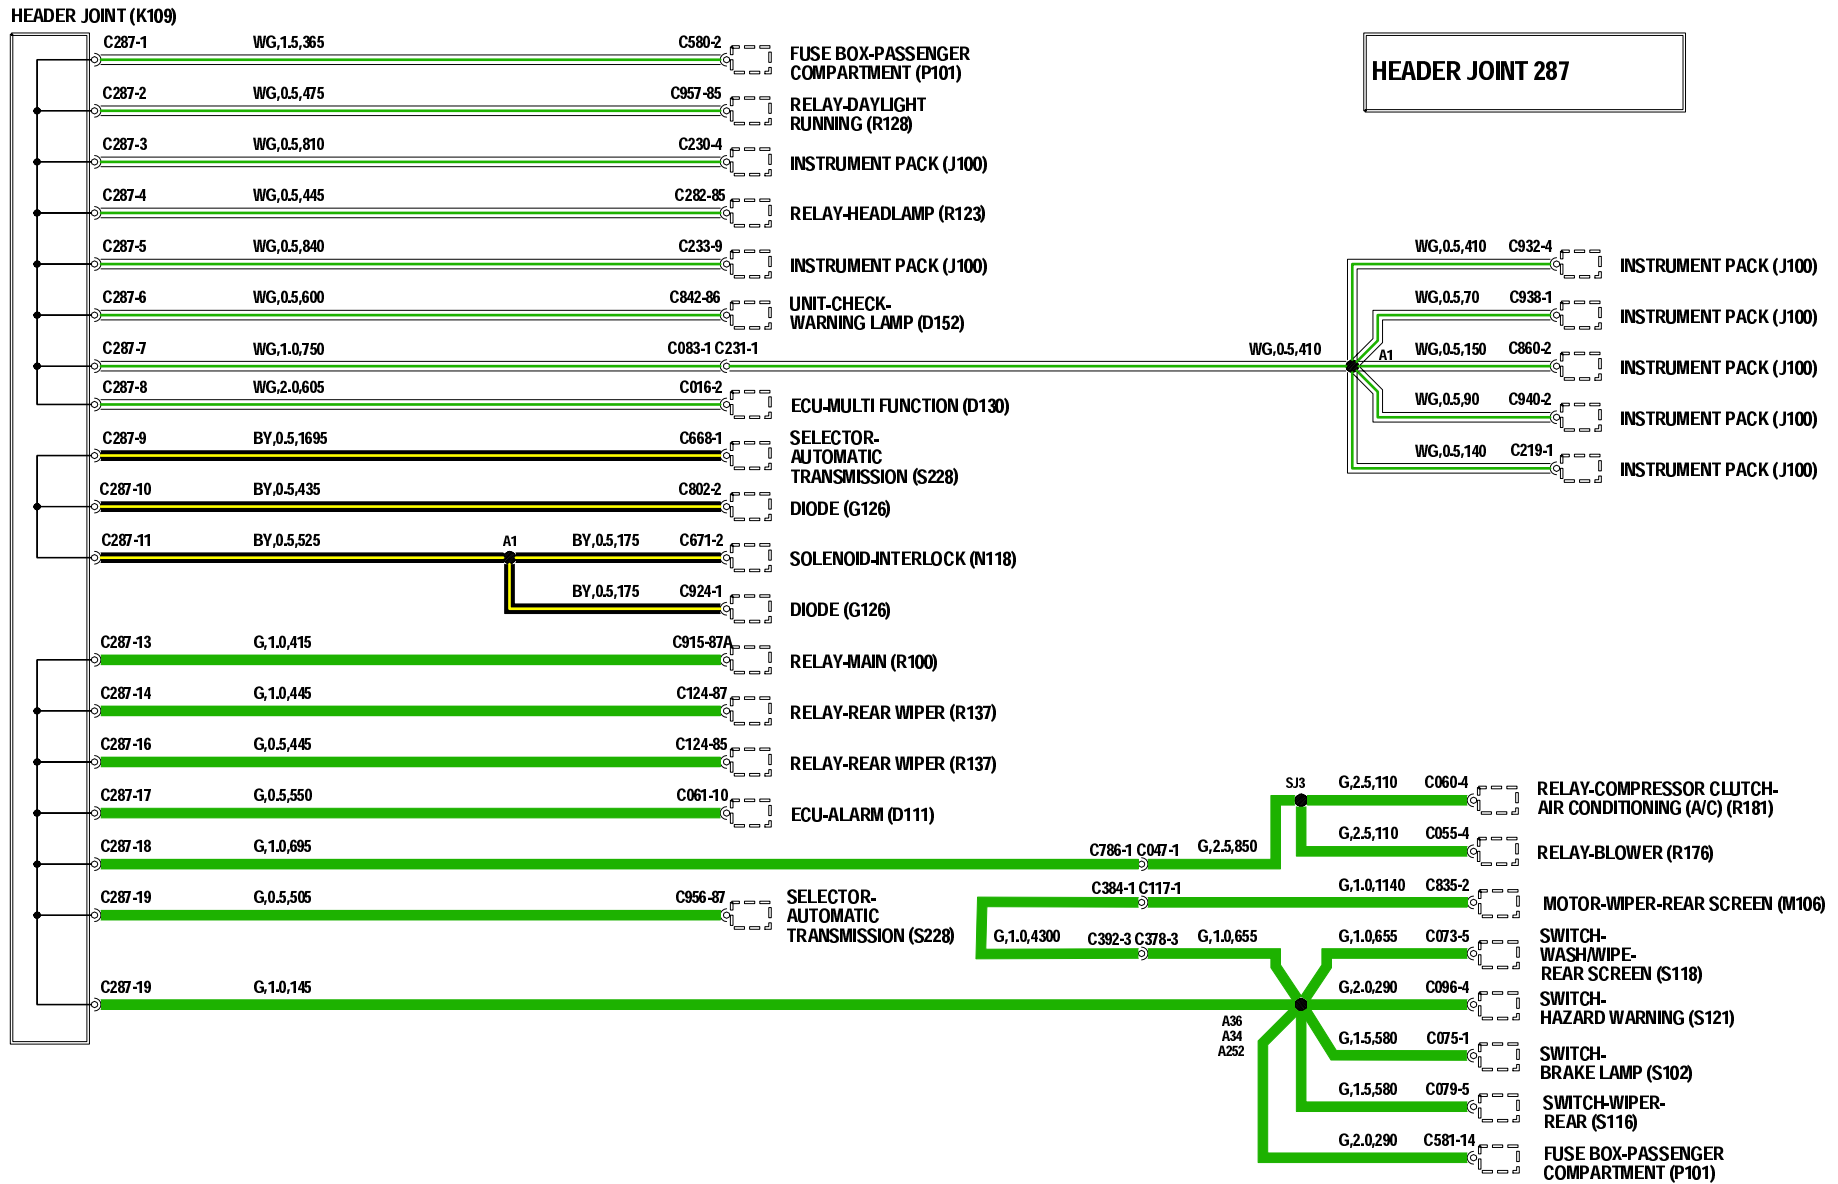 HEADER JOINT (K109)
HEADER JOINT 287
C287-1 WG,1.5,365 C580-2
FUSE BOX-PASSENGER
COMPARTMENT (P101)
C287-2 WG,0.5,475 C957-85
RELAY-DAYLIGHT
RUNNING (R128)
C287-3 WG,0.5,810 C230-4
INSTRUMENT PACK (J100)
C287-4 WG,0.5,445 C282-85
RELAY-HEADLAMP (R123)
C287-5 WG,0.5,840 C233-9
INSTRUMENT PACK (J100)
C287-6 WG,0.5,600 C842-86
UNIT-CHECK-
WARNING LAMP (D152)
C287-7 WG,1.0,750 C083-1 C231-1 WG,0.5,410 A1
WG,0.5,410 C932-4
INSTRUMENT PACK (J100)
WG,0.5,70 C938-1
INSTRUMENT PACK (J100)
WG,0.5,150 C860-2
INSTRUMENT PACK (J100)
WG,0.5,90 C940-2
INSTRUMENT PACK (J100)
WG,0.5,140 C219-1
INSTRUMENT PACK (J100)
C287-8 WG,2.0,605 C016-2
ECU-MULTI FUNCTION (D130)
C287-9 BY,0.5,1695 C668-1
SELECTOR-
AUTOMATIC
TRANSMISSION (S228)
C287-10 BY,0.5,435 C802-2
DIODE (G126)
C287-11 BY,0.5,525 A1 BY,0.5,175 C671-2
SOLENOID-INTERLOCK (N118)
BY,0.5,175 C924-1
DIODE (G126)
C287-13 G,1.0,415 C915-87A
RELAY-MAIN (R100)
C287-14 G,1.0,445 C124-87
RELAY-REAR WIPER (R137)
C287-16 G,0.5,445 C124-85
RELAY-REAR WIPER (R137)
C287-17 G,0.5,550 C061-10
ECU-ALARM (D111)
C287-18 G,1.0,695 C786-1 C047-1 G,2.5,850
SJ3 G,2.5,110 C060-4
RELAY-COMPRESSOR CLUTCH-
AIR CONDITIONING (A/C) (R181)
G,2.5,110 C055-4
RELAY-BLOWER (R176)
C287-19 G,0.5,505 C956-87
SELECTOR-
AUTOMATIC
TRANSMISSION (S228)
C384-1 C117-1 G,1.0,1140 C835-2
MOTOR-WIPER-REAR SCREEN (M106)
G,1.0,4300 C392-3 C378-3 G,1.0,655
G,1.0,655 C073-5
SWITCH-
WASH/WIPE-
REAR SCREEN (S118)
C287-19 G,1.0,145
G,2.0,290 C096-4
SWITCH-
HAZARD WARNING (S121)
A36
A34
A252
G,1.5,580 C075-1
SWITCH-
BRAKE LAMP (S102)
G,1.5,580 C079-5
SWITCH-WIPER-
REAR (S116)
G,2.0,290 C581-14
FUSE BOX-PASSENGER
COMPARTMENT (P101)